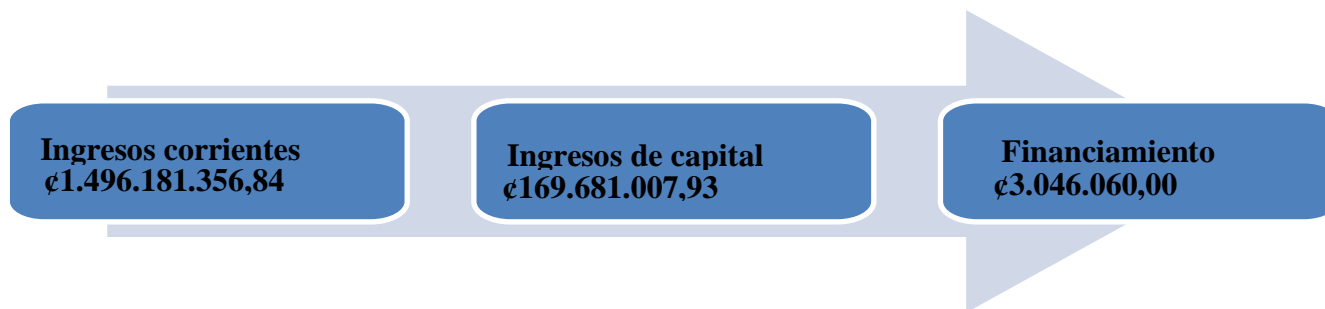 Ingresos corrientes
¢1.496.181.356,84
Ingresos de capital
¢169.681.007,93
Financiamiento
¢3.046.060,00